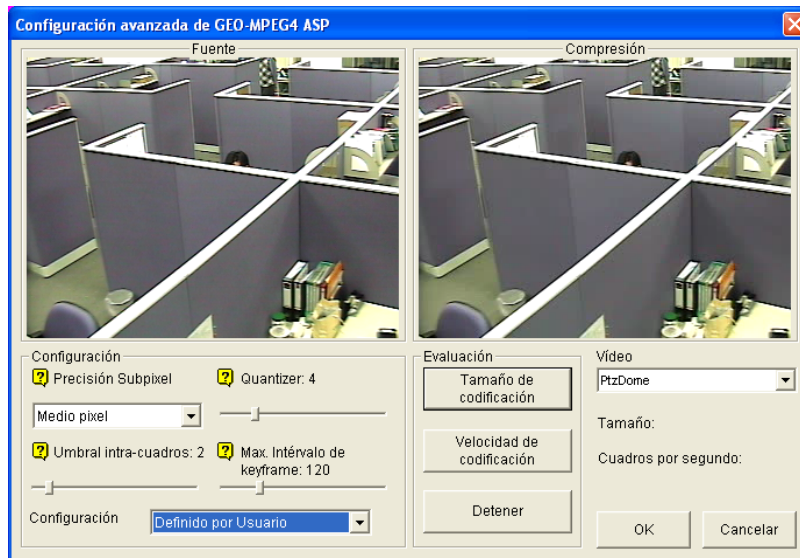 Configuración avanzada de GEO-MPEG4 ASP
Fuente
Compresión
Configuración
Precisión Subpixel
Quantizer: 4
Medio pixel
Umbral intra-cuadros: 2
Max. Intérvalo de
keyframe: 120
Configuración
Definido por Usuario
Evaluación
Tamaño de
codificación
Velocidad de
codificación
Detener
Vídeo
PtzDome
Tamaño:
Cuadros por segundo:
OK
Cancelar